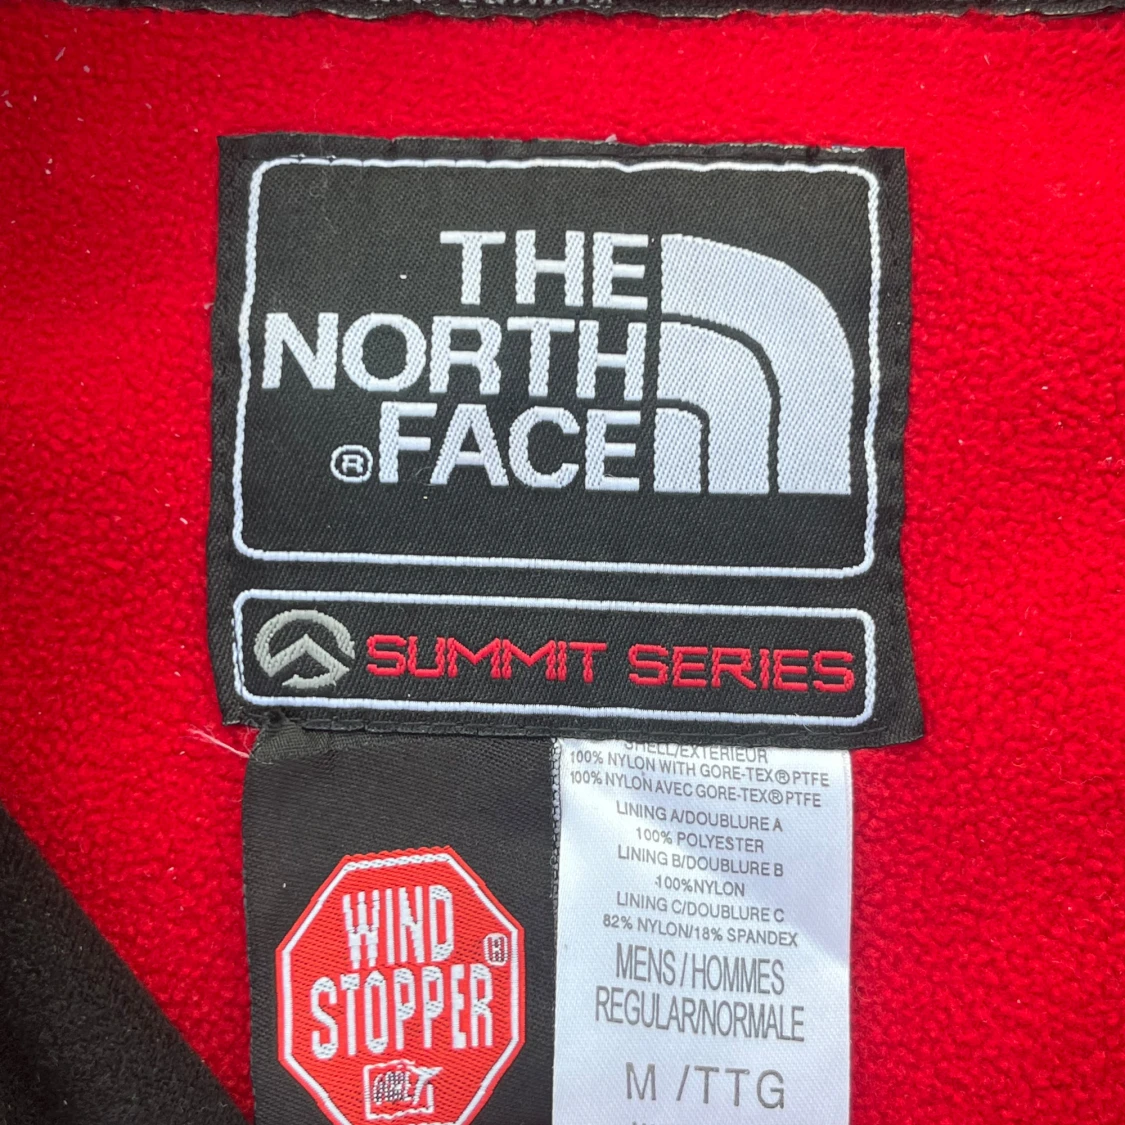 THE
NORTH
®FACE
SUMMIT SERIES
SHELL/EXTERIEUR
100% NYLON WITH GORE-TEX®PTFE
100% NYLON AVEC GORE-TEX®PTFE
LINING A/DOUBLURE A
100% POLYESTER
LINING B/DOUBLURE B
100%NYLON
LINING C/DOUBLURE C
82% NYLON/18% SPANDEX
MENS/HOMMES
REGULAR/NORMALE
M /TTG
WIND
STOPPER®
GORE